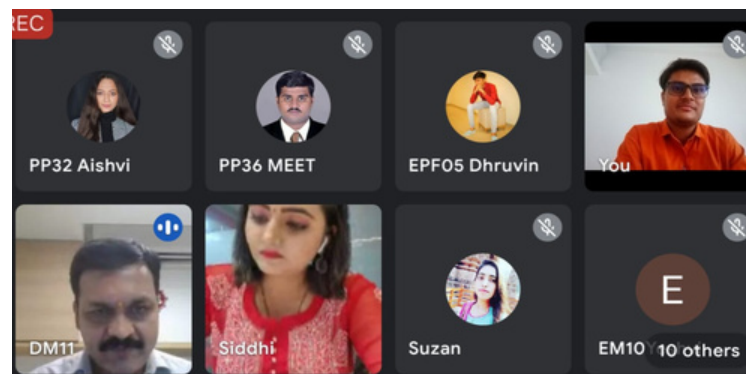 REC
PP32 Aishvi
PP36 MEET
EPF05 Dhruvin
You
DM11
Siddhi
Suzan
E
EM10
10 others